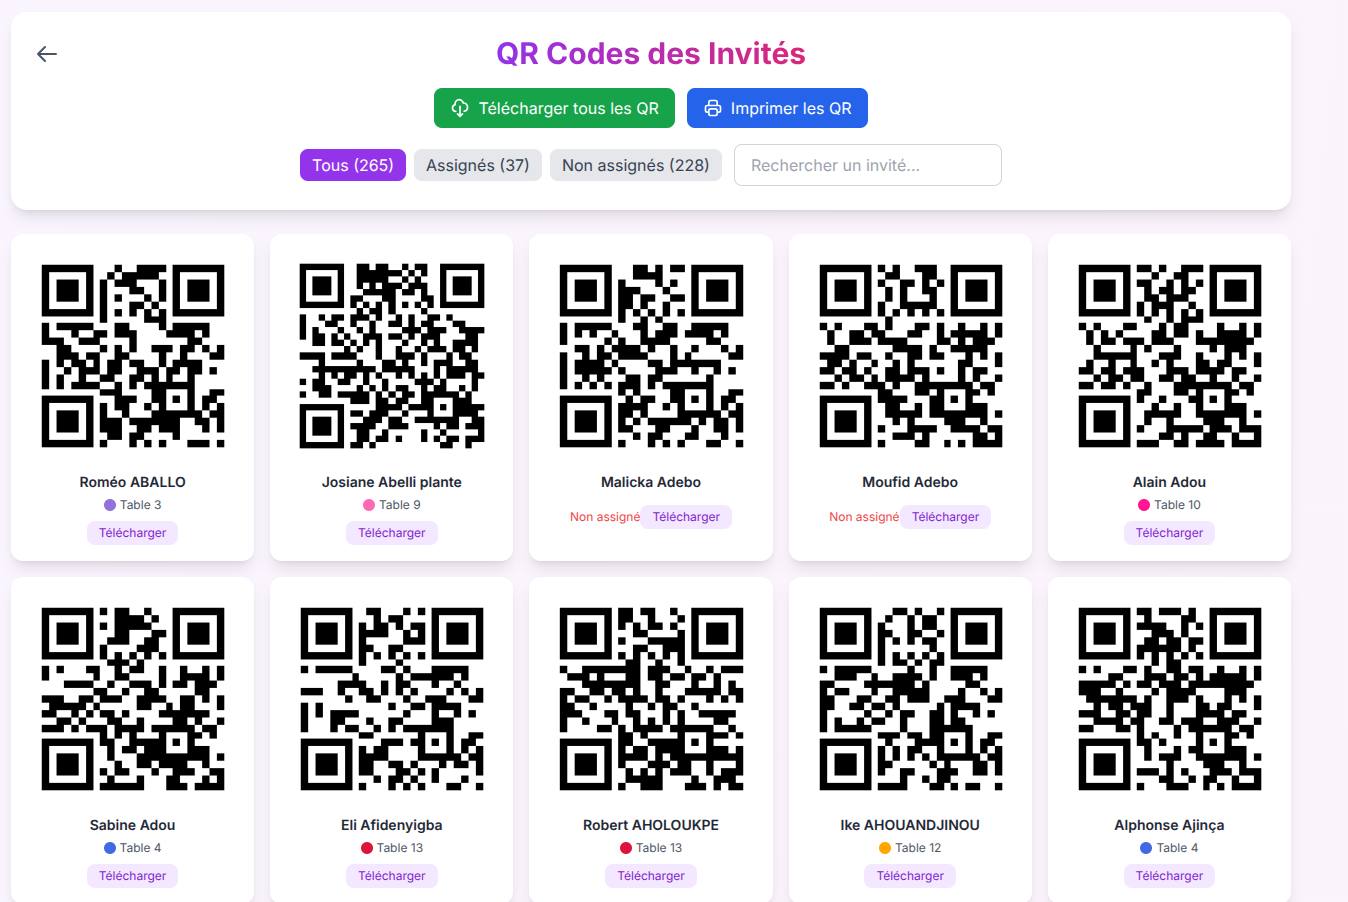 QR Codes des Invités
Télécharger tous les QR
Imprimer les QR
Tous (265)
Assignés (37)
Non assignés (228)
Rechercher un invité...
Roméo ABALLO
Table 3
Télécharger
Josiane Abelli plante
Table 9
Télécharger
Malicka Adebo
Non assigné
Télécharger
Moufid Adebo
Non assigné
Télécharger
Alain Adou
Table 10
Télécharger
Sabine Adou
Table 4
Télécharger
Eli Afidenyigba
Table 13
Télécharger
Robert AHOLOUKPE
Table 13
Télécharger
Ike AHOUANDJINOU
Table 12
Télécharger
Alphonse Ajinça
Table 4
Télécharger